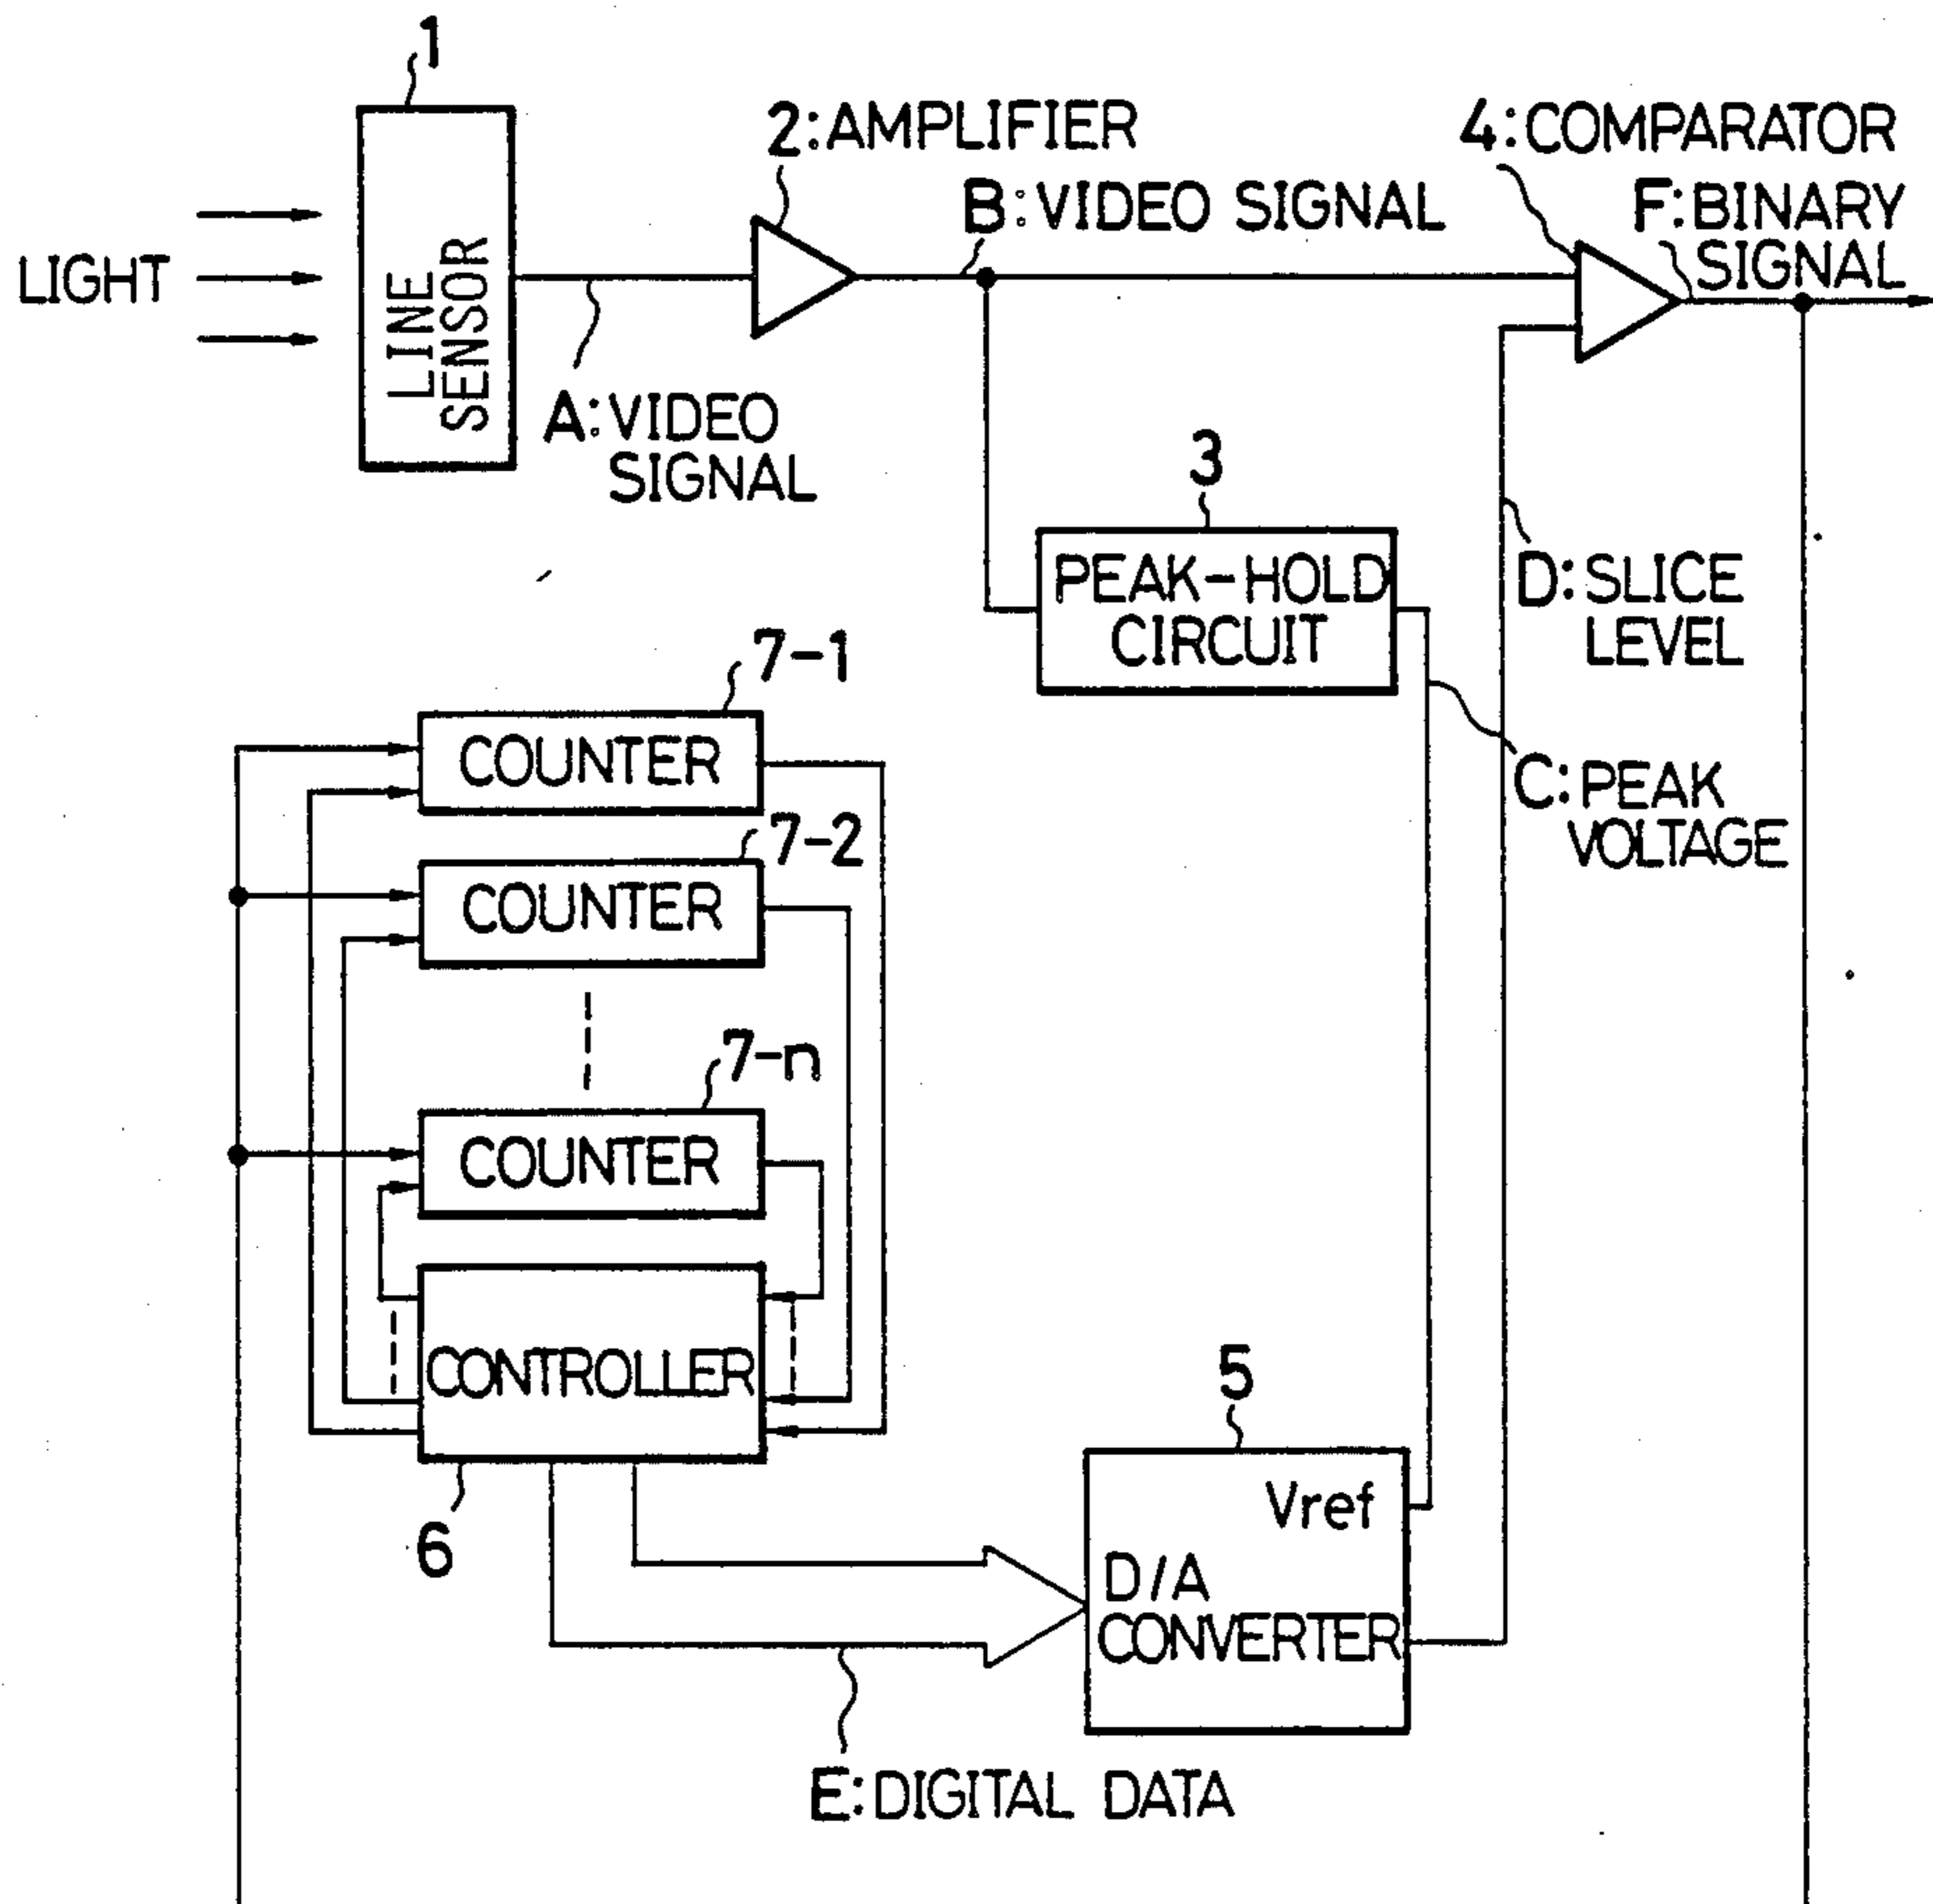 1
2:AMPLIFIER
4:COMPARATOR
B:VIDEO SIGNAL
F:BINARY
SIGNAL
LIGHT
LINE
SENSOR
A:VIDEO
SIGNAL
3
PEAK-HOLD
CIRCUIT
D:SLICE
LEVEL
7-1
COUNTER
C:PEAK
VOLTAGE
7-2
COUNTER
7-n
COUNTER
CONTROLLER
5
Vref
6
D/A
CONVERTER
E:DIGITAL DATA